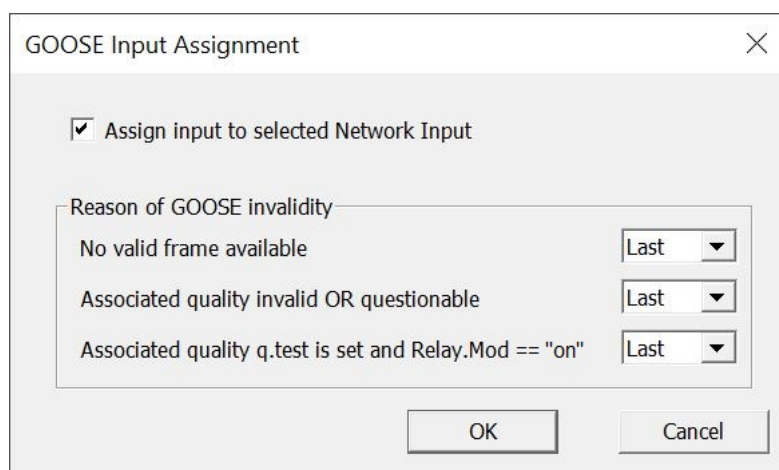 GOOSE Input Assignment
Assign input to selected Network Input
Reason of GOOSE invalidity
No valid frame available Last
Associated quality invalid OR questionable Last
Associated quality q.test is set and Relay.Mod == "on" Last
OK Cancel